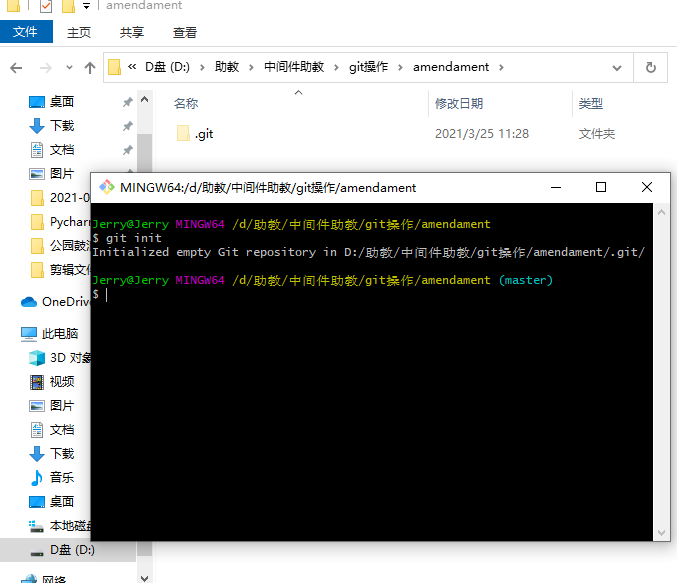 amendament
文件 主页 共享 查看
« D盘 (D:) › 助教 › 中间件助教 › git操作 › amendament ›
名称 修改日期 类型
.git 2021/3/25 11:28 文件夹
桌面
下载
文档
图片
2021-0
Pychar
公园鼓
剪辑文
OneDriv
此电脑
3D 对
视频
图片
文档
下载
音乐
桌面
本地磁
D盘 (D:)
网络
MINGW64:/d/助教/中间件助教/git操作/amendament
Jerry@Jerry MINGW64 /d/助教/中间件助教/git操作/amendament
$ git init
Initialized empty Git repository in D:/助教/中间件助教/git操作/amendament/.git/
Jerry@Jerry MINGW64 /d/助教/中间件助教/git操作/amendament (master)
$